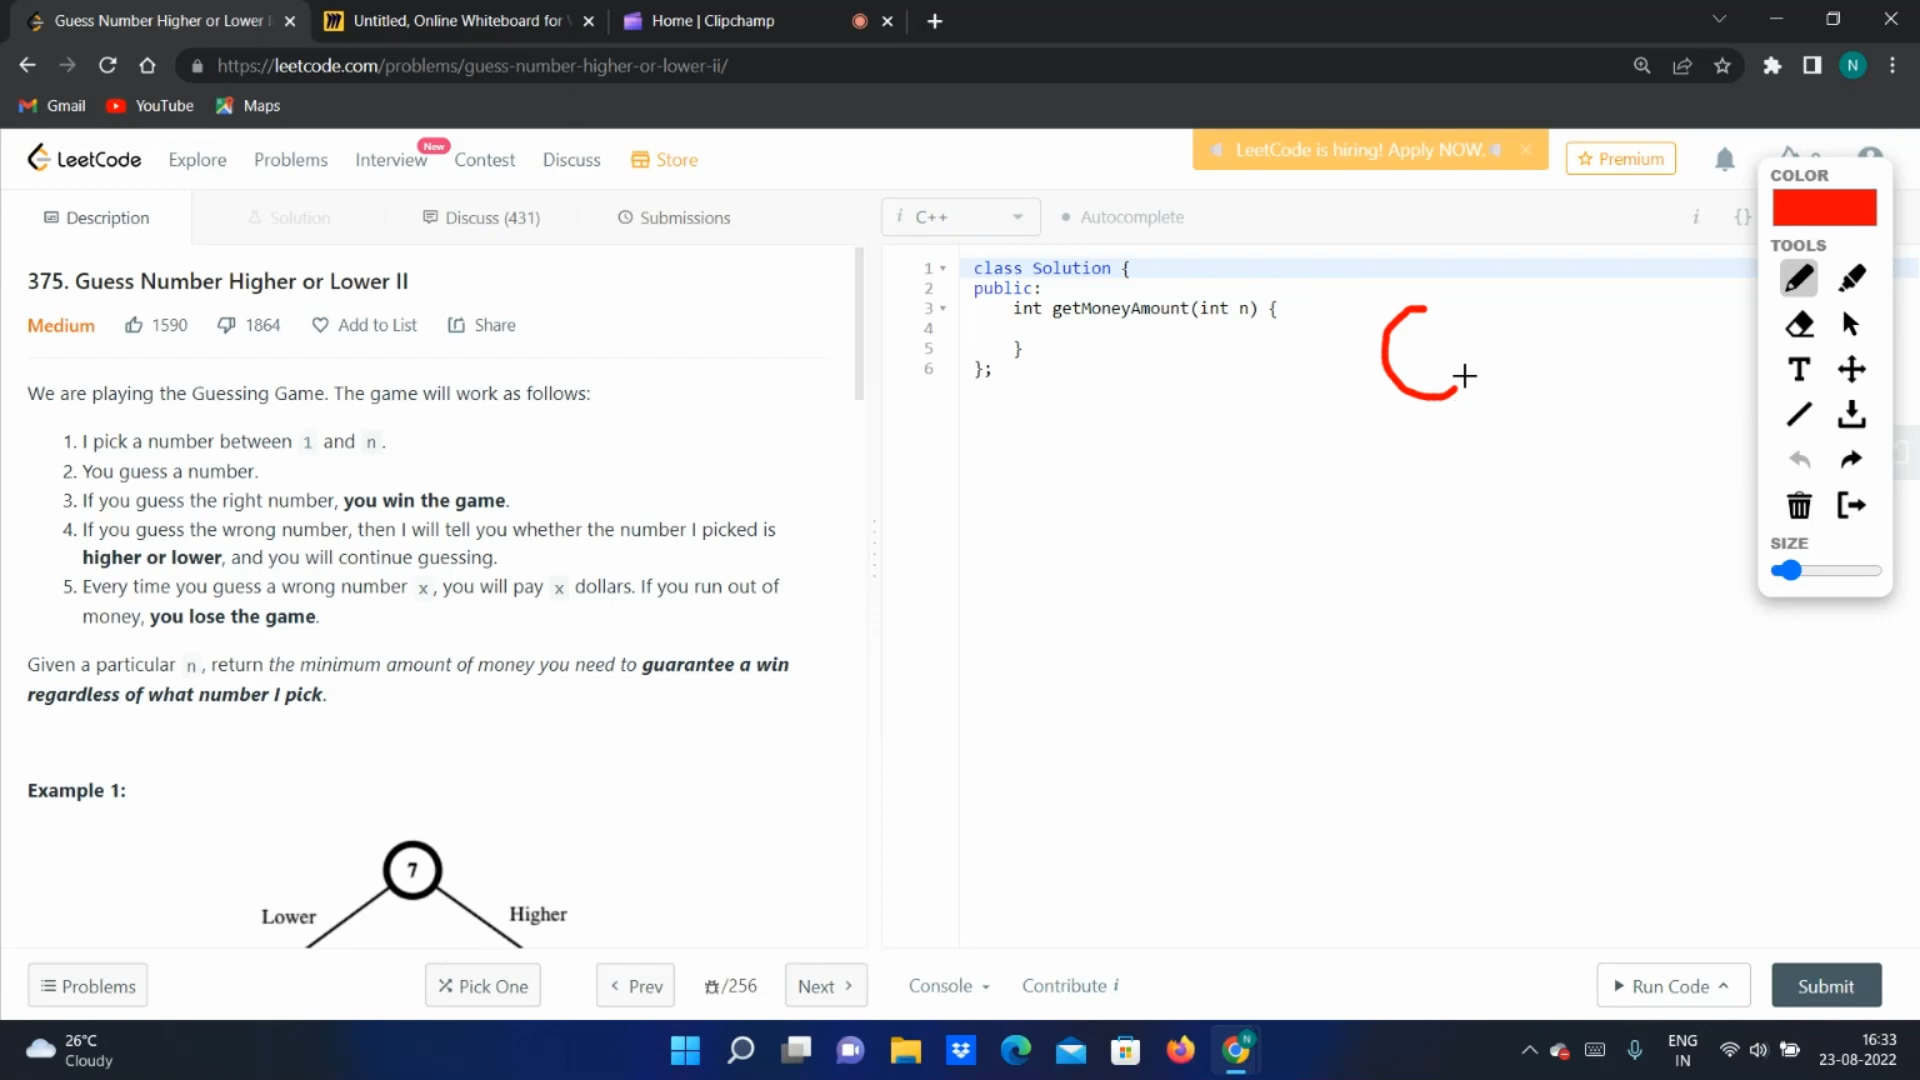 Guess Number Higher or Lower I
Untitled, Online Whiteboard for V
Home | Clipchamp
https://leetcode.com/problems/guess-number-higher-or-lower-ii/
N
Gmail
YouTube
Maps
LeetCode
Explore
Problems
Interview
New
Contest
Discuss
Store
LeetCode is hiring! Apply NOW.
Premium
Description
Solution
Discuss (431)
Submissions
i C++
Autocomplete
i
{}
375. Guess Number Higher or Lower II
Medium
1590
1864
Add to List
Share
We are playing the Guessing Game. The game will work as follows:
1. I pick a number between 1 and n.
2. You guess a number.
3. If you guess the right number, you win the game.
4. If you guess the wrong number, then I will tell you whether the number I picked is
higher or lower, and you will continue guessing.
5. Every time you guess a wrong number x, you will pay x dollars. If you run out of
money, you lose the game.
Given a particular n, return the minimum amount of money you need to guarantee a win
regardless of what number I pick.
Example 1:
7
Lower
Higher
1 class Solution {
2 public:
3 int getMoneyAmount(int n) {
4
5 }
6 };
COLOR
TOOLS
T
SIZE
Problems
Pick One
< Prev
/256
Next >
Console
Contribute i
Run Code
Submit
26°C
Cloudy
N
ENG
IN
16:33
23-08-2022